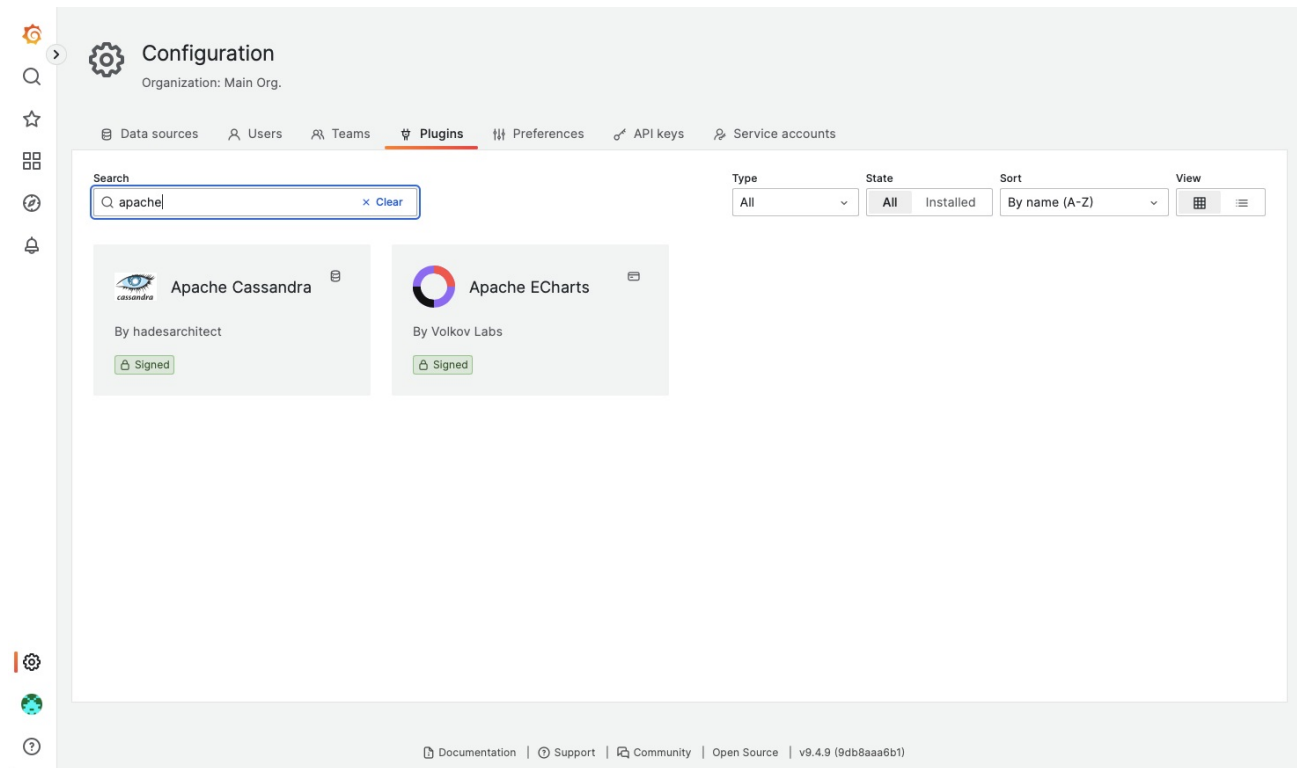 Configuration
Organization: Main Org.
Data sources Users Teams Plugins Preferences API keys Service accounts
Search Type State Sort View
apache Clear All All Installed By name (A-Z)
cassandra Apache Cassandra Apache ECharts
By hadesarchitect By Volkov Labs
Signed Signed
Documentation | Support | Community | Open Source | v9.4.9 (9db8aaa6b1)